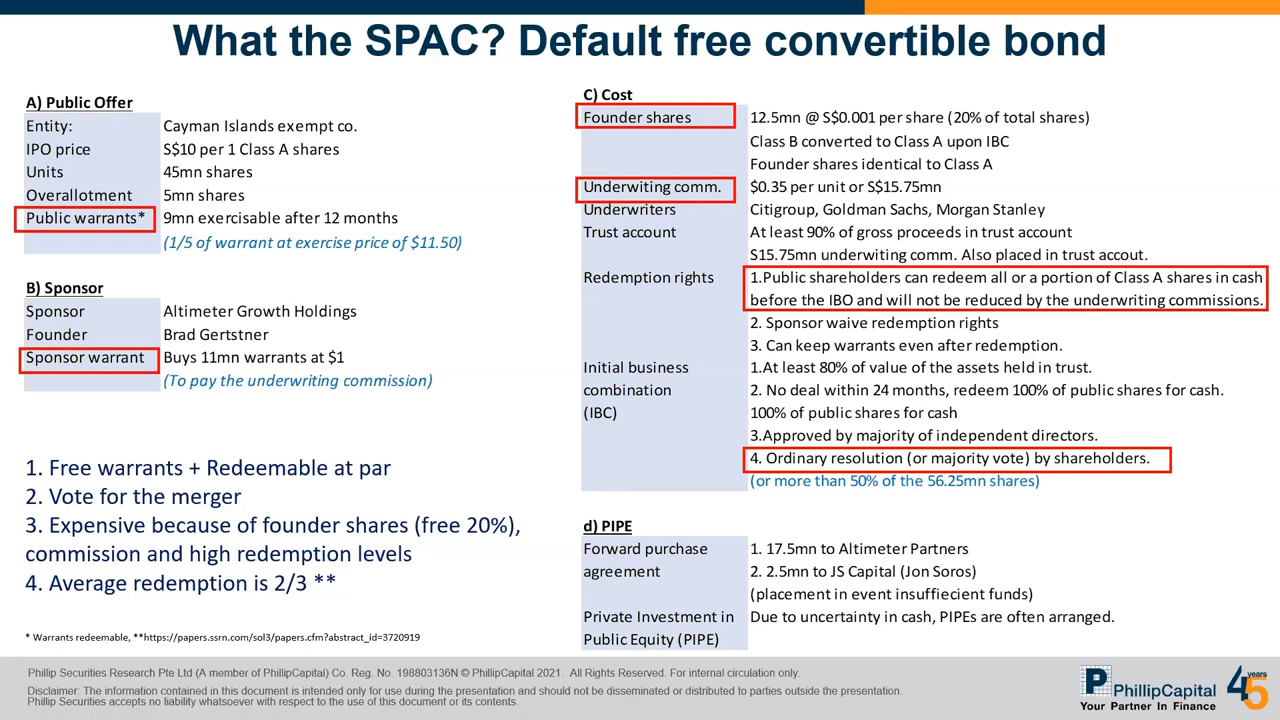 What the SPAC? Default free convertible bond
A) Public Offer
Entity: Cayman Islands exempt co.
IPO price S$10 per 1 Class A shares
Units 45mn shares
Overallotment 5mn shares
Public warrants* 9mn exercisable after 12 months
(1/5 of warrant at exercise price of $11.50)
B) Sponsor
Sponsor Altimeter Growth Holdings
Founder Brad Gertstner
Sponsor warrant Buys 11mn warrants at $1
(To pay the underwriting commission)
1. Free warrants + Redeemable at par
2. Vote for the merger
3. Expensive because of founder shares (free 20%),
commission and high redemption levels
4. Average redemption is 2/3 **
* Warrants redeemable, **https://papers.ssrn.com/sol3/papers.cfm?abstract_id=3720919
C) Cost
Founder shares 12.5mn @ S$0.001 per share (20% of total shares)
Class B converted to Class A upon IBC
Founder shares identical to Class A
Underwiting comm. $0.35 per unit or S$15.75mn
Underwriters Citigroup, Goldman Sachs, Morgan Stanley
Trust account At least 90% of gross proceeds in trust account
S15.75mn underwiting comm. Also placed in trust accout.
Redemption rights 1.Public shareholders can redeem all or a portion of Class A shares in cash
before the IBO and will not be reduced by the underwriting commissions.
2. Sponsor waive redemption rights
3. Can keep warrants even after redemption.
Initial business 1.At least 80% of value of the assets held in trust.
combination 2. No deal within 24 months, redeem 100% of public shares for cash.
(IBC) 100% of public shares for cash
3.Approved by majority of independent directors.
4. Ordinary resolution (or majority vote) by shareholders.
(or more than 50% of the 56.25mn shares)
d) PIPE
Forward purchase 1. 17.5mn to Altimeter Partners
agreement 2. 2.5mn to JS Capital (Jon Soros)
(placement in event insuffiecient funds)
Private Investment in Due to uncertainty in cash, PIPEs are often arranged.
Public Equity (PIPE)
Phillip Securities Research Pte Ltd (A member of PhillipCapital) Co. Reg. No. 198803136N © PhillipCapital 2021. All Rights Reserved. For internal circulation only.
Disclaimer: The information contained in this document is intended only for use during the presentation and should not be disseminated or distributed to parties outside the presentation.
Phillip Securities accepts no liability whatsoever with respect to the use of this document or its contents.
PhillipCapital
Your Partner In Finance
45 years